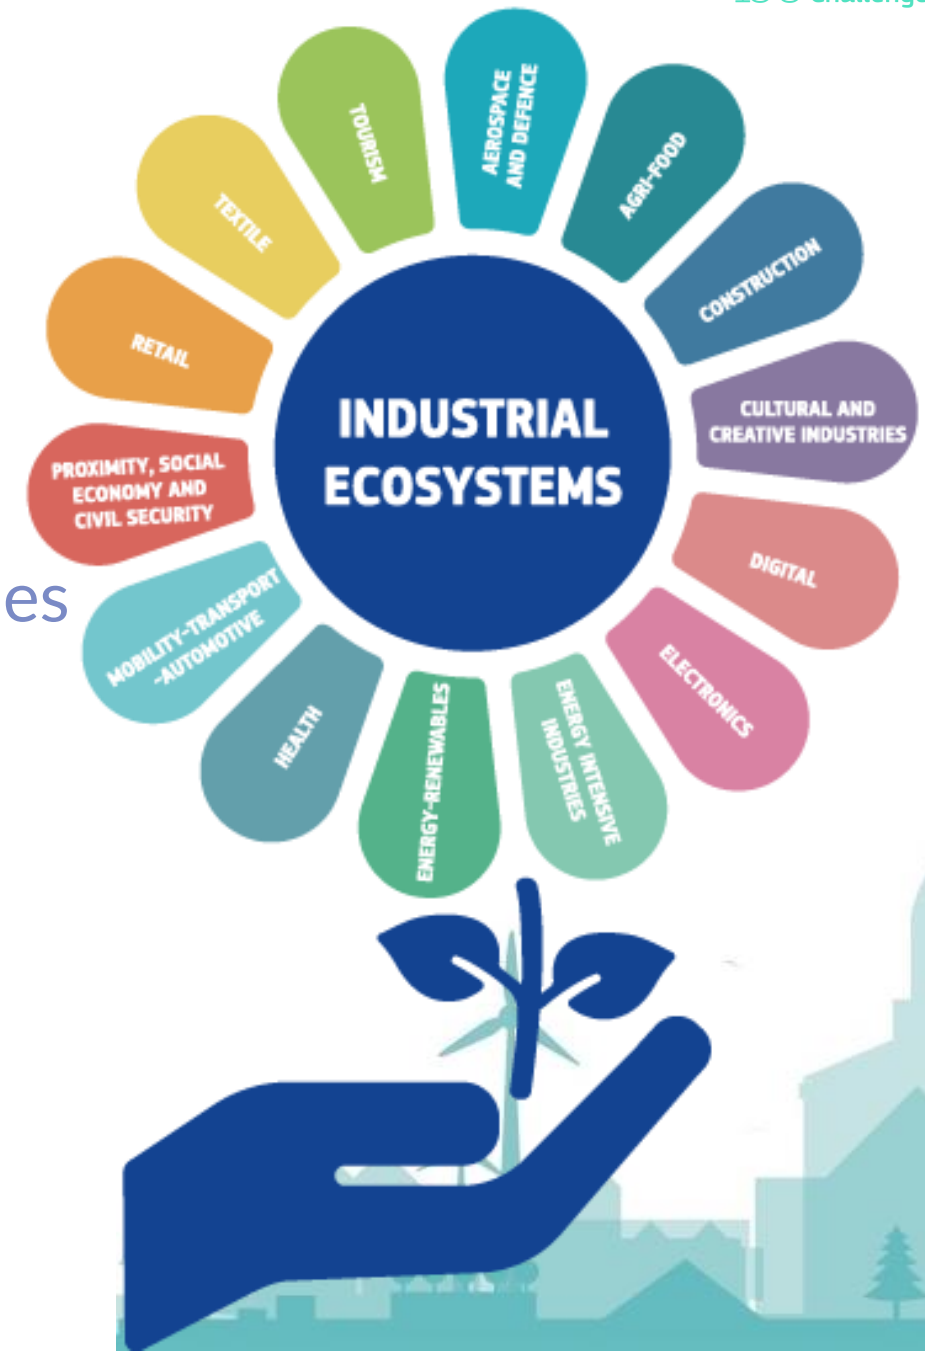 INDUSTRIAL
ECOSYSTEMS
AEROSPACE
AND DEFENCE
AGRI-FOOD
CONSTRUCTION
CULTURAL AND
CREATIVE INDUSTRIES
DIGITAL
ELECTRONICS
ENERGY INTENSIVE
INDUSTRIES
ENERGY-RENEWABLES
HEALTH
MOBILITY-TRANSPORT
-AUTOMOTIVE
PROXIMITY, SOCIAL
ECONOMY AND
CIVIL SECURITY
RETAIL
TEXTILE
TOURISM
es